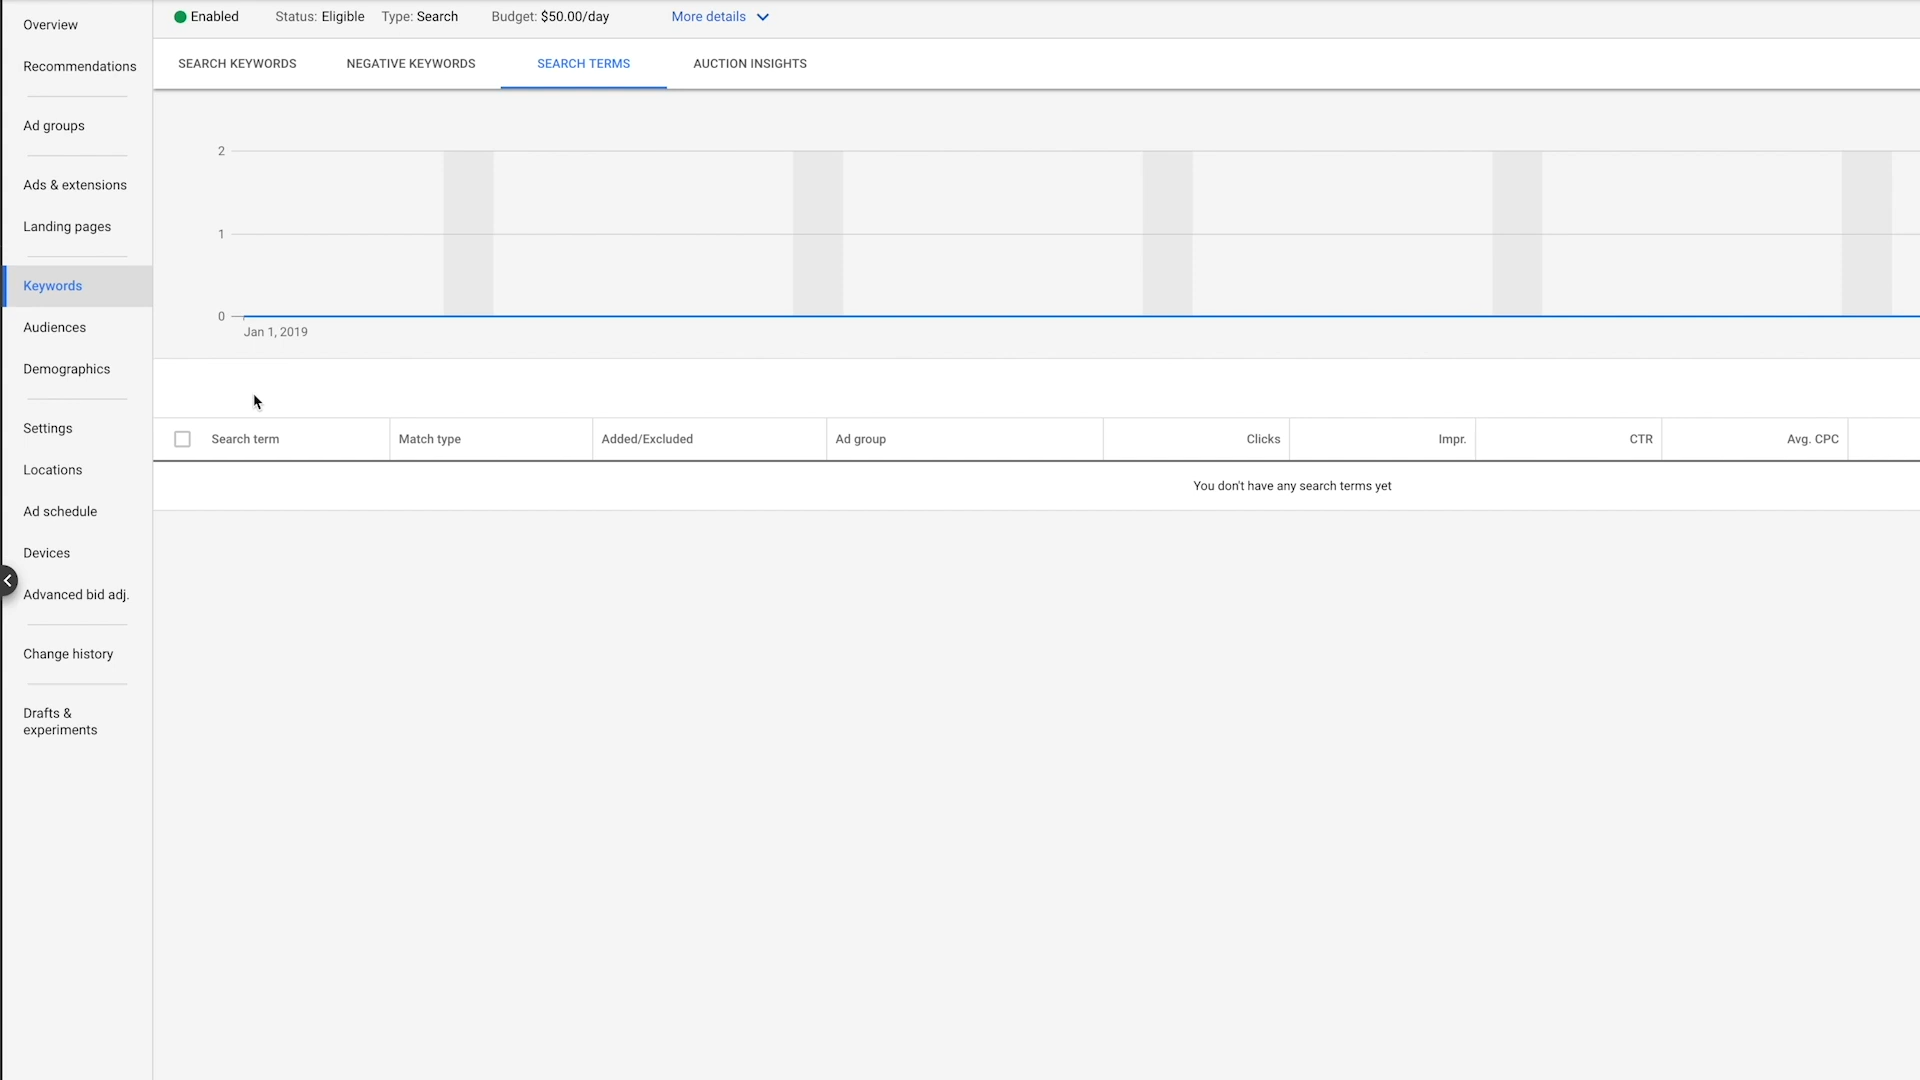 Overview
Recommendations
Ad groups
Ads & extensions
Landing pages
Keywords
Audiences
Demographics
Settings
Locations
Ad schedule
Devices
Advanced bid adj.
Change history
Drafts &
experiments
Enabled Status: Eligible Type: Search Budget: $50.00/day More details
SEARCH KEYWORDS NEGATIVE KEYWORDS SEARCH TERMS AUCTION INSIGHTS
2
1
0
Jan 1, 2019
Search term Match type Added/Excluded Ad group Clicks Impr. CTR Avg. CPC
You don't have any search terms yet